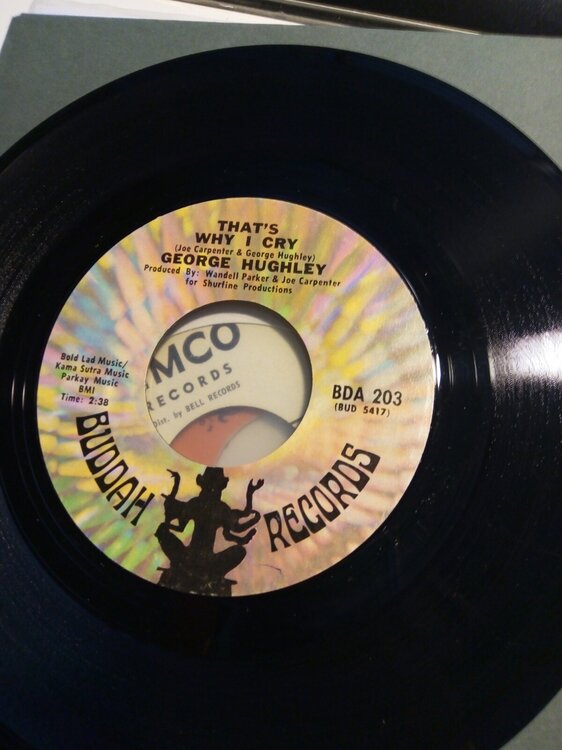 THAT'S
WHY I CRY
(Joe Carpenter & George Hughley)
GEORGE HUGHLEY
Produced By: Wandell Parker & Joe Carpenter
for Shurfine Productions
Bold Lad Music/
Kama Sutra Music
Parkay Music
BMI
Time: 2:38
MCO
RECORDS
Dist. by BELL RECORDS
BDA 203
(BUD 5417)
BUDDAH RECORDS